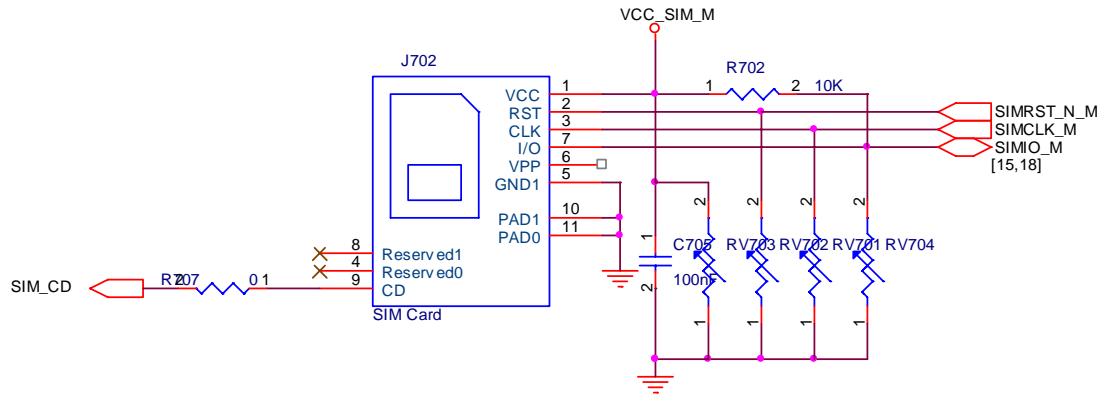 VCC_SIM_M
J702
R702
1
2
10K
VCC
1
RST
2
CLK
3
I/O
7
VPP
6
GND1
5
PAD1
10
PAD0
11
SIMRST_N_M
SIMCLK_M
SIMIO_M
[15,18]
8
Reserved1
4
Reserved0
9
CD
SIM Card
SIM_CD
R707
2
0
1
1
2
C705
100nF
2
2
2
2
RV703
RV702
RV701
RV704
1
1
1
1